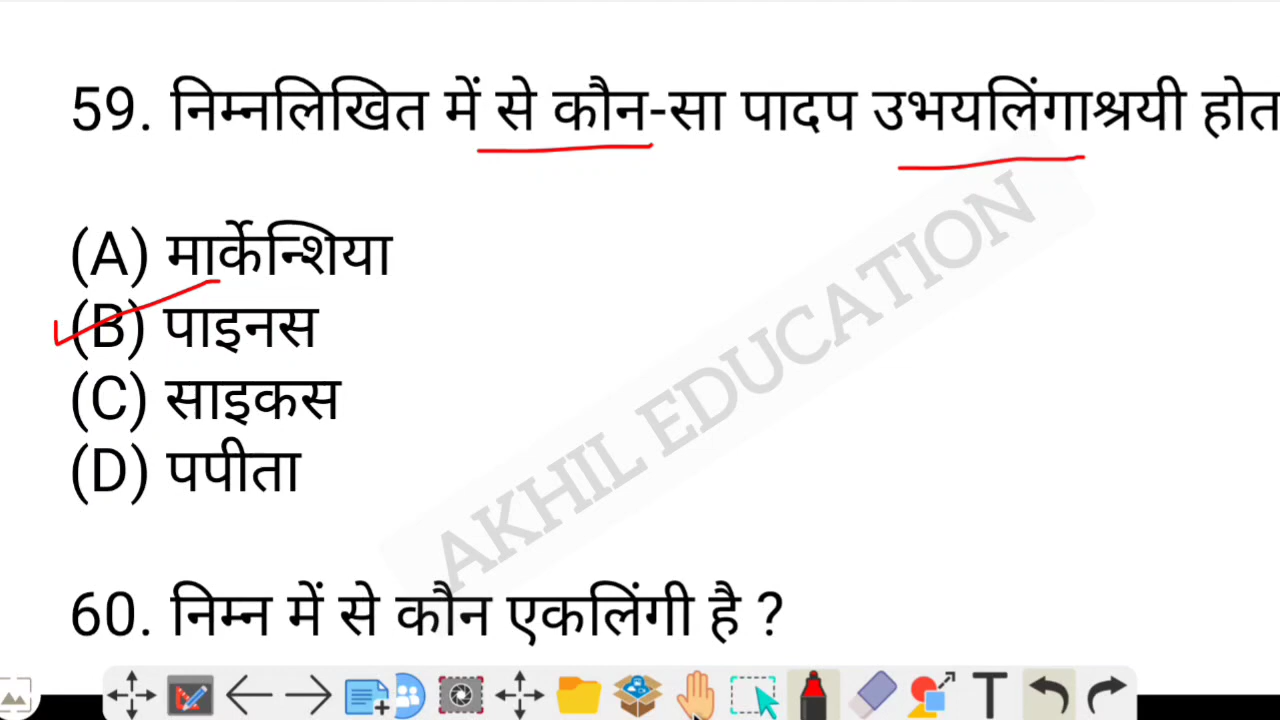 59. निम्नलिखित में से कौन-सा पादप उभयलिंगाश्रयी होत
(A) मार्केन्शिया
(B) पाइनस
(C) साइकस
(D) पपीता
AKHIL EDUCATION
60. निम्न में से कौन एकलिंगी है ?